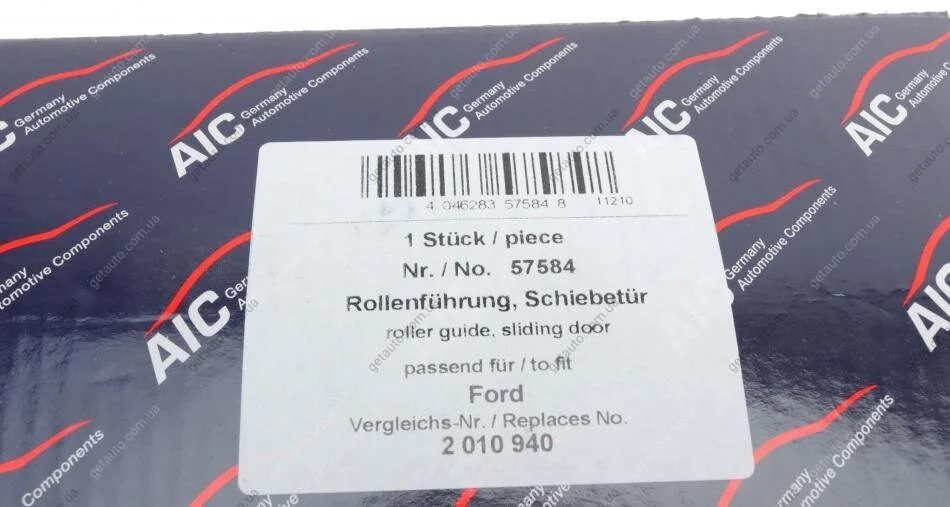 AIC Germany Automotive Components
4 046283 57584 8 11210
1 Stück / piece
Nr. / No. 57584
Rollenführung, Schiebetür
roller guide, sliding door
passend für / to fit
Ford
Vergleichs-Nr. / Replaces No.
2 010 940
getauto.com.ua